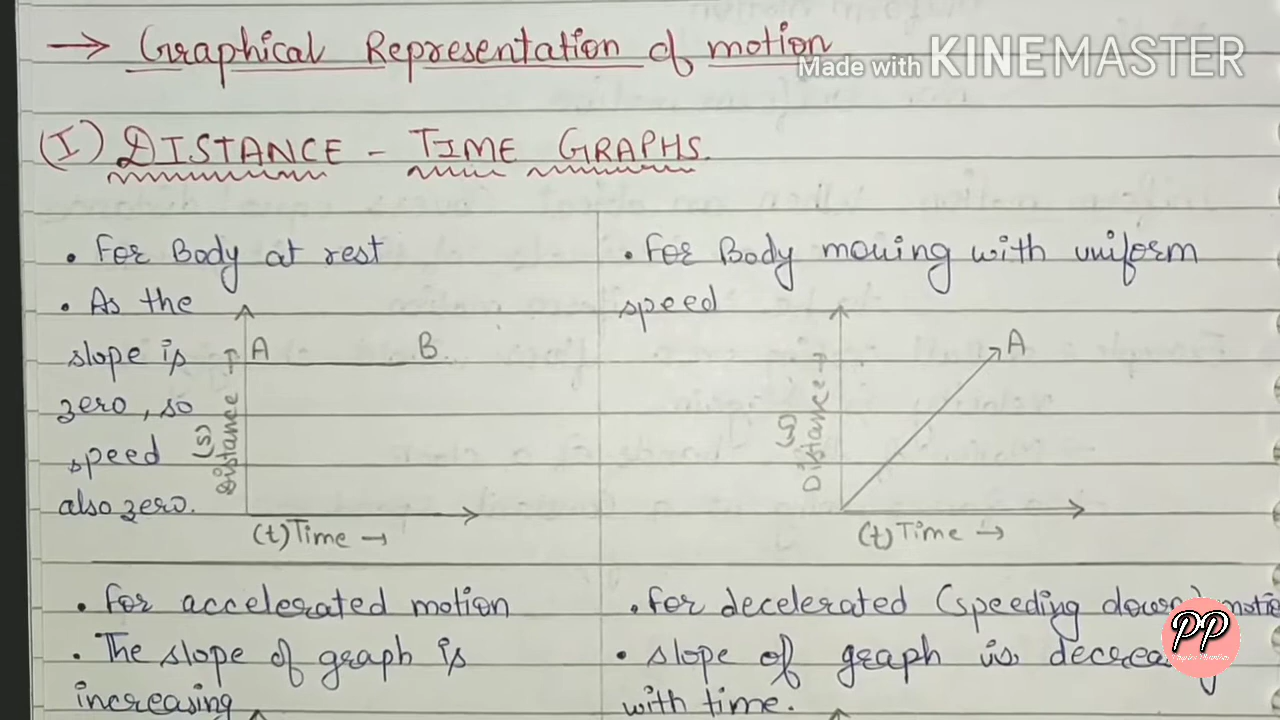 → Graphical Representation of motion
Made with KINEMASTER
(I) DISTANCE - TIME GRAPHS.
• For Body at rest
• As the
slope is
zero, so
speed
also zero.
A B
Distance →
(s)
(t) Time →
• For Body moving with uniform
speed
A
Distance →
(s)
(t) Time →
• For accelerated motion
• The slope of graph is
increasing
• For decelerated (speeding down) motio
• slope of graph is decrea
with time.
PP